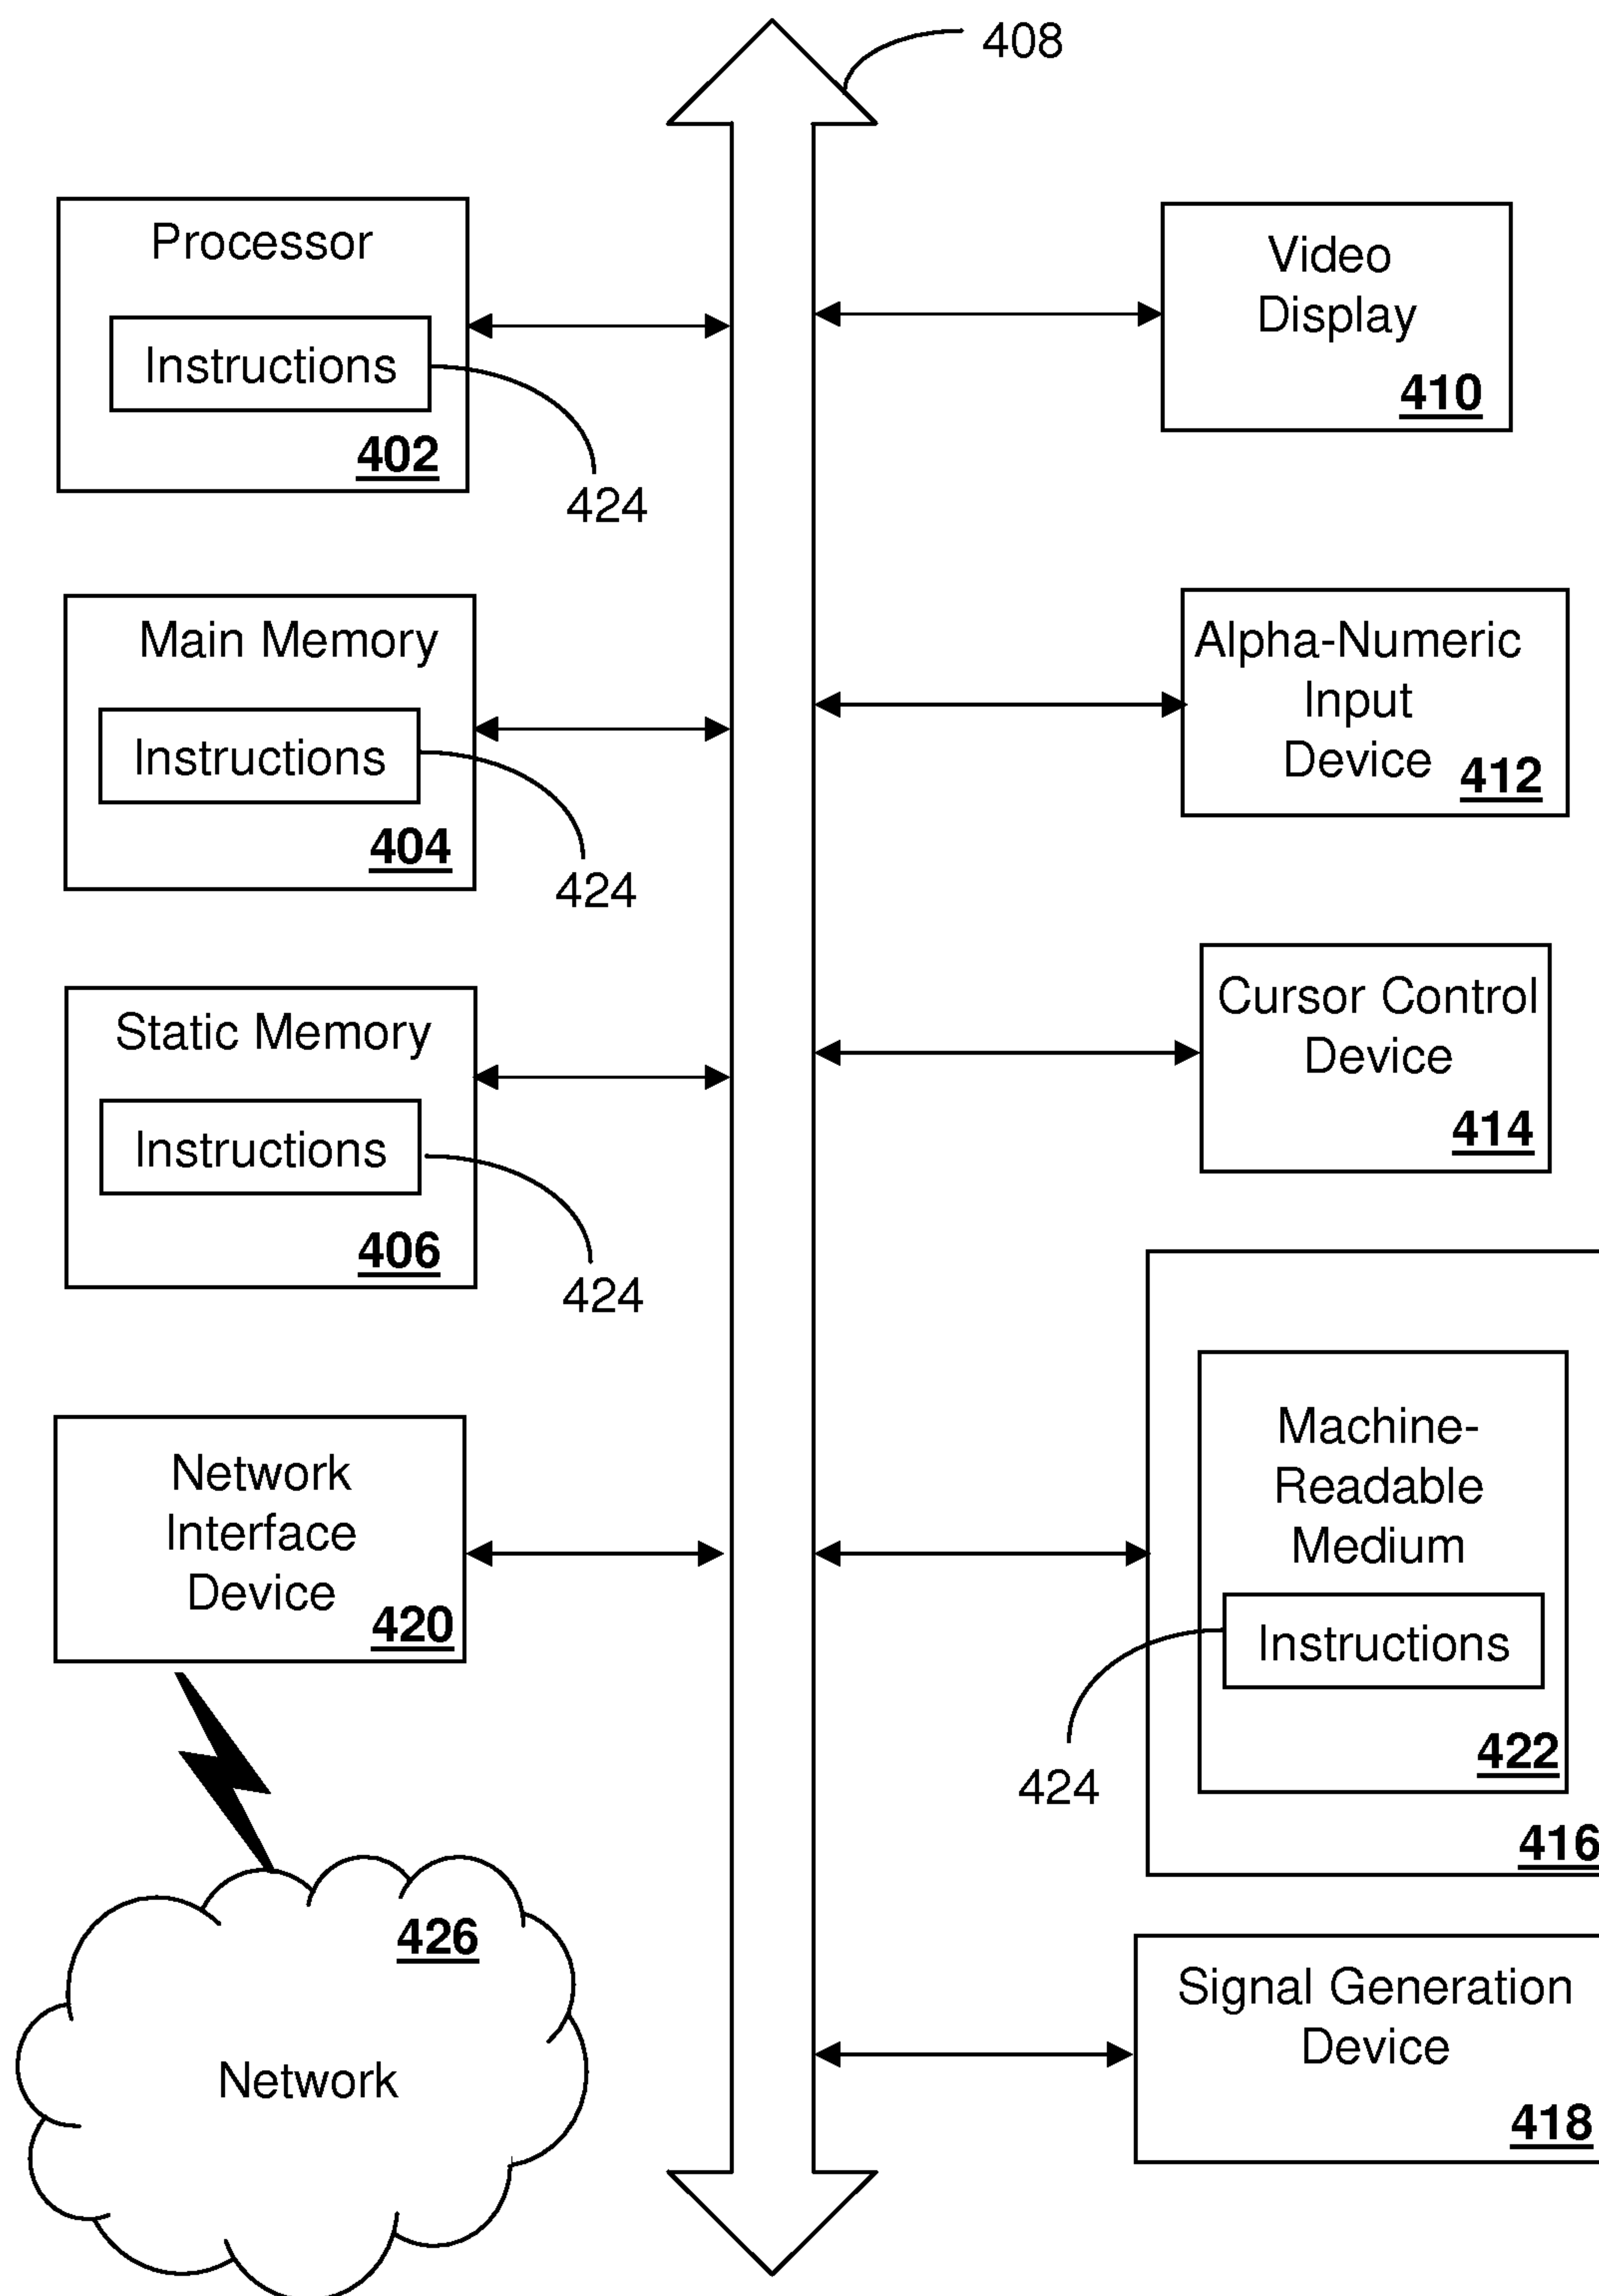 408
Processor
Instructions
402
424
Video
Display
410
Main Memory
Instructions
404
424
Alpha-Numeric
Input
Device
412
Static Memory
Instructions
406
424
Cursor Control
Device
414
Network
Interface
Device
420
Machine-
Readable
Medium
Instructions
422
424
416
426
Network
Signal Generation
Device
418